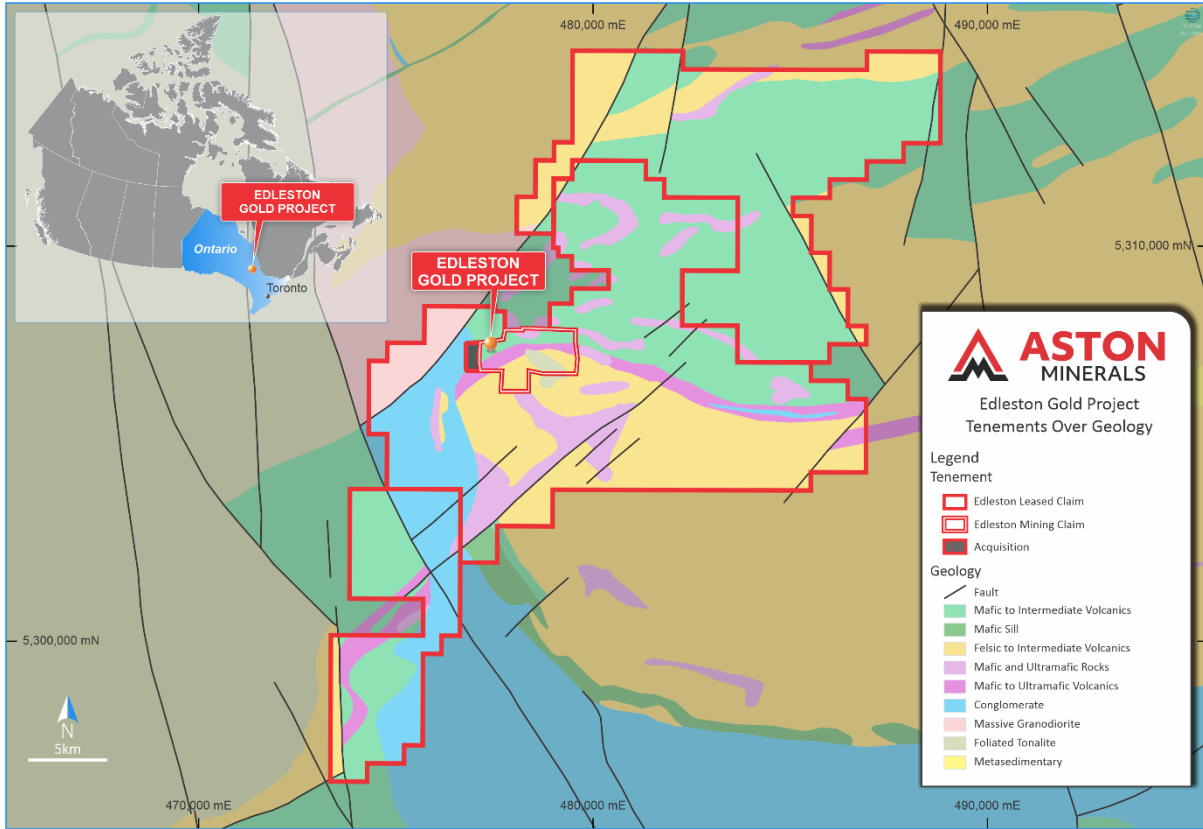 480,000 mE
490,000 mE
EDLESTON
GOLD PROJECT
Ontario
Toronto
5,310,000 mN
EDLESTON
GOLD PROJECT
ASTON
MINERALS
Edleston Gold Project
Tenements Over Geology
Legend
Tenement
Edleston Leased Claim
Edleston Mining Claim
Acquisition
Geology
Fault
Mafic to Intermediate Volcanics
Mafic Sill
Felsic to Intermediate Volcanics
Mafic and Ultramafic Rocks
Mafic to Ultramafic Volcanics
Conglomerate
Massive Granodiorite
Foliated Tonalite
Metasedimentary
5,300,000 mN
N
5km
470,000 mE
480,000 mE
490,000 mE